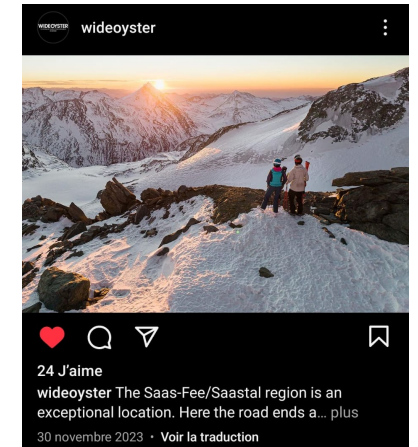 WIDEOYSTER
wideoyster
24 J’aime
wideoyster The Saas-Fee/Saastal region is an
exceptional location. Here the road ends a... plus
30 novembre 2023 • Voir la traduction